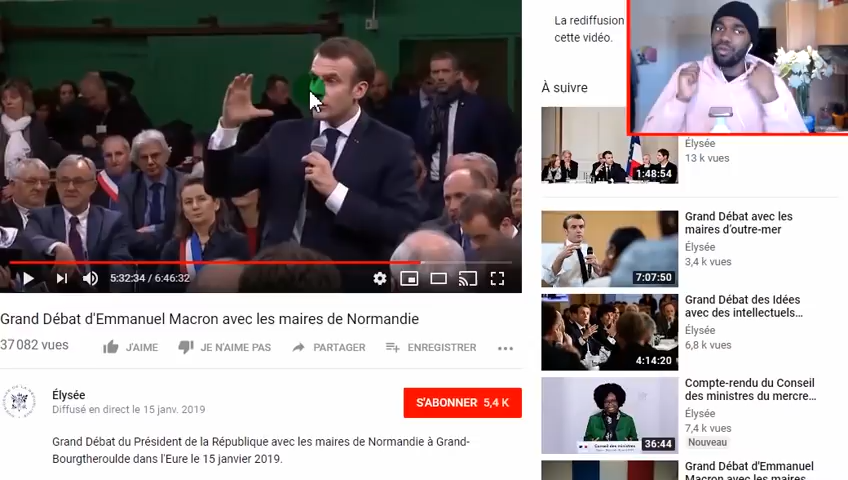 5:32:34 / 6:46:32
Grand Débat d'Emmanuel Macron avec les maires de Normandie
37 082 vues
J'AIME
JE N'AIME PAS
PARTAGER
ENREGISTRER
Élysée
Diffusé en direct le 15 janv. 2019
S'ABONNER 5,4 K
Grand Débat du Président de la République avec les maires de Normandie à Grand-
Bourgtheroulde dans l'Eure le 15 janvier 2019.
La rediffusion
cette vidéo.
À suivre
1:48:54
Élysée
13 k vues
7:07:50
Grand Débat avec les
maires d'outre-mer
Élysée
3,4 k vues
4:14:20
Grand Débat des Idées
avec des intellectuels...
Élysée
6,8 k vues
Conseil des ministres
36:44
Compte-rendu du Conseil
des ministres du mercre...
Élysée
7,4 k vues
Nouveau
Grand Débat d'Emmanuel
Macron avec les maires